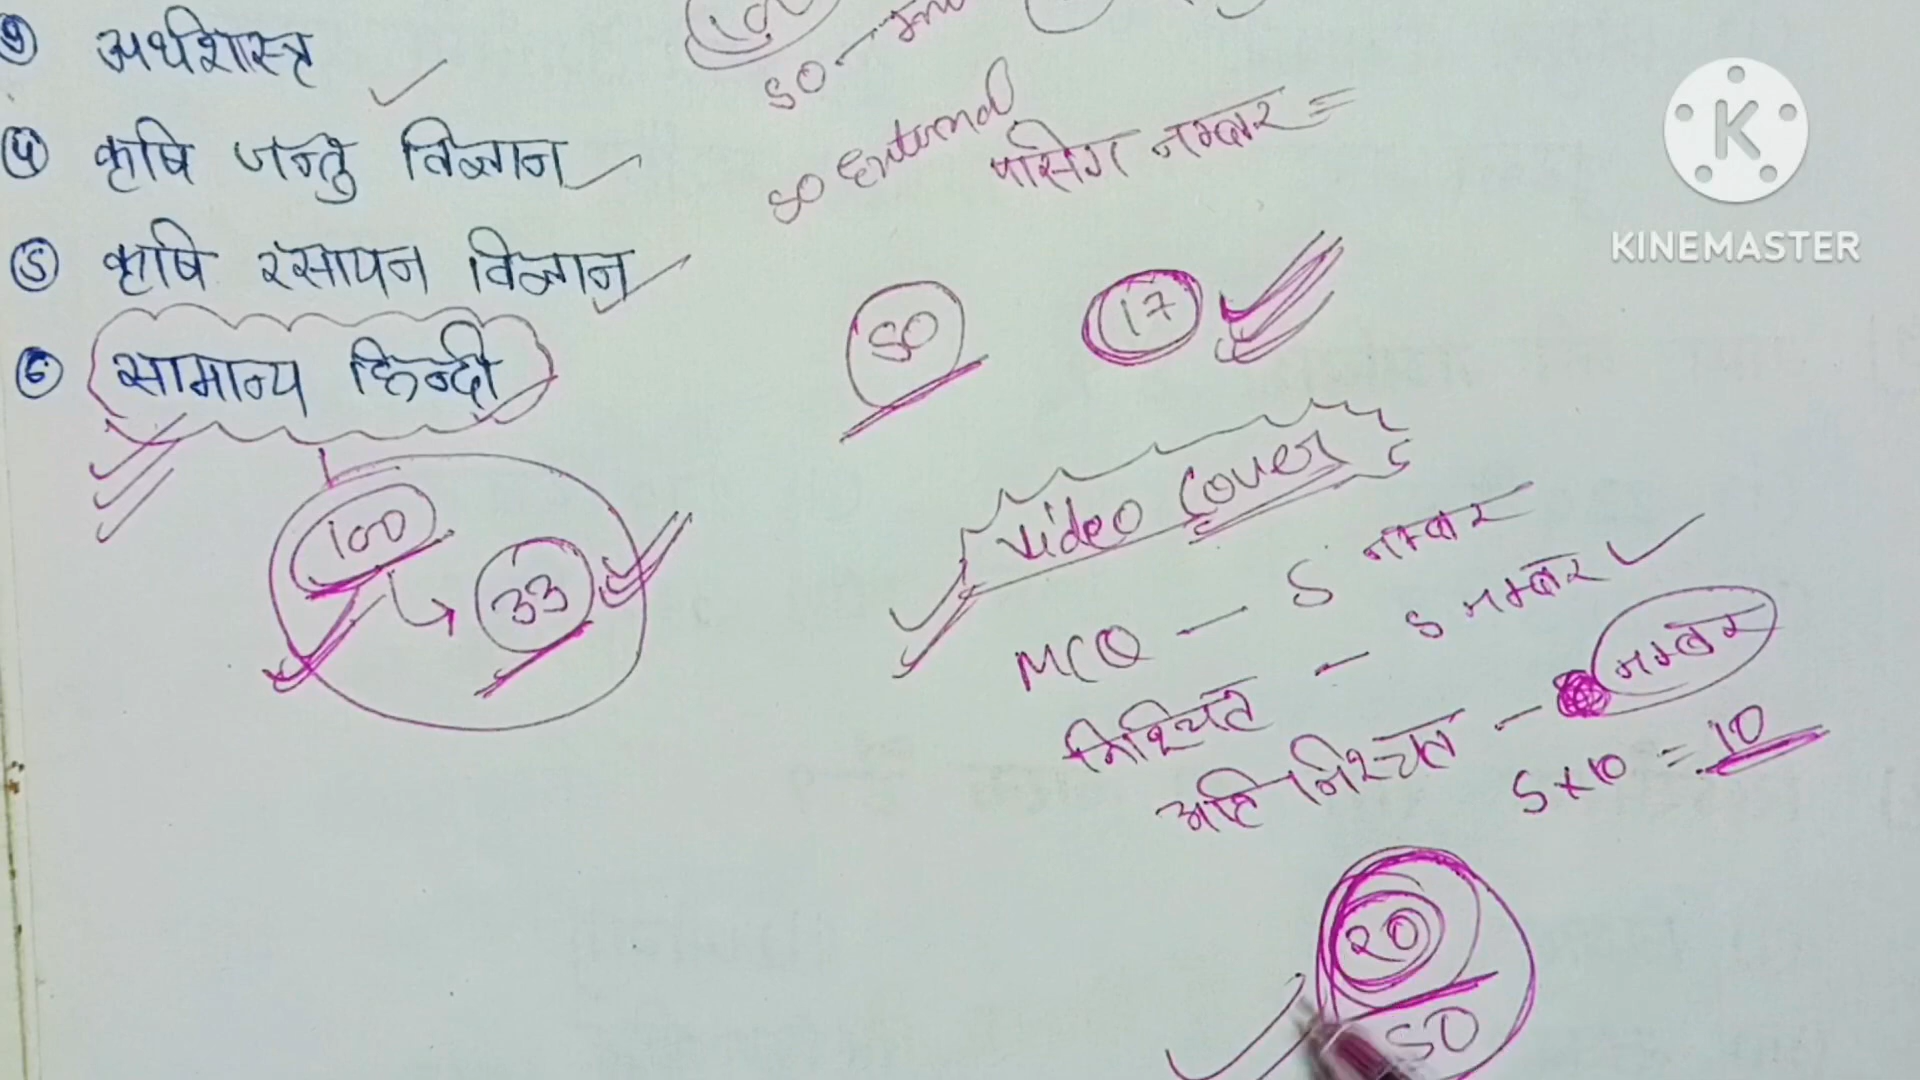 ③ अर्थशास्त्र
④ कृषि जन्तु विज्ञान
⑤ कृषि रसायन विज्ञान
⑥ सामान्य हिन्दी
100
33
50
50 External
पासिंग नम्बर =
50
17
Video Cover
MCQ — 5 नम्बर
निश्चित — 5 नम्बर
अति निश्चत — नम्बर
5 x 10 = 10
20
50
K
KINEMASTER